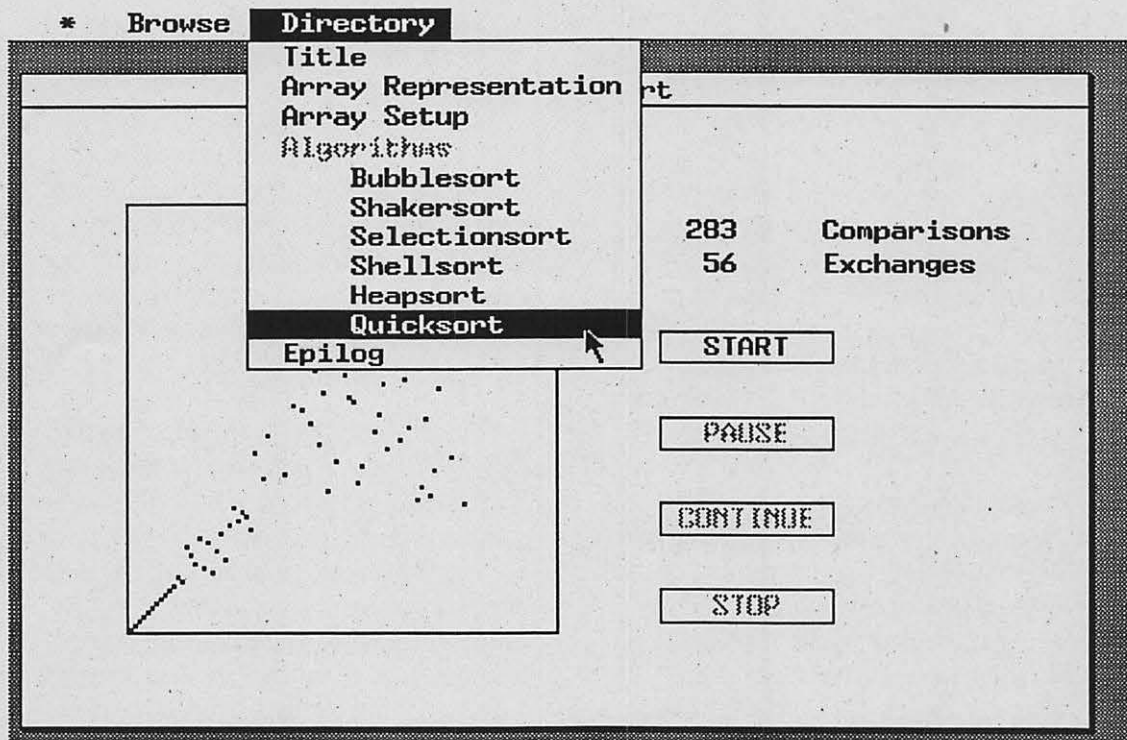 * Browse Directory
Title
Array Representation
rt
Array Setup
Algorithms
Bubblesort
Shakersort
Selectionsort
Shellsort
Heapsort
Quicksort
Epilog
283 Comparisons
56 Exchanges
START
PAUSE
CONTINUE
STOP